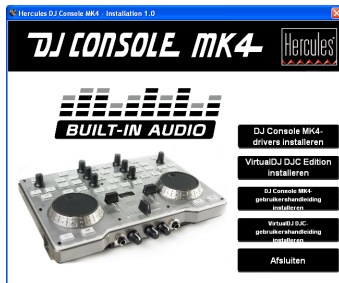 Hercules DJ Console MK4 - Installation 1.0
DJ CONSOLE MK4
Hercules
BUILT-IN AUDIO
DJ Console MK4-
drivers installeren
VirtualDJ DJC Edition
installeren
DJ Console MK4-
gebruikershandleiding
installeren
VirtualDJ DJC-
gebruikershandleiding
installeren
Afsluiten